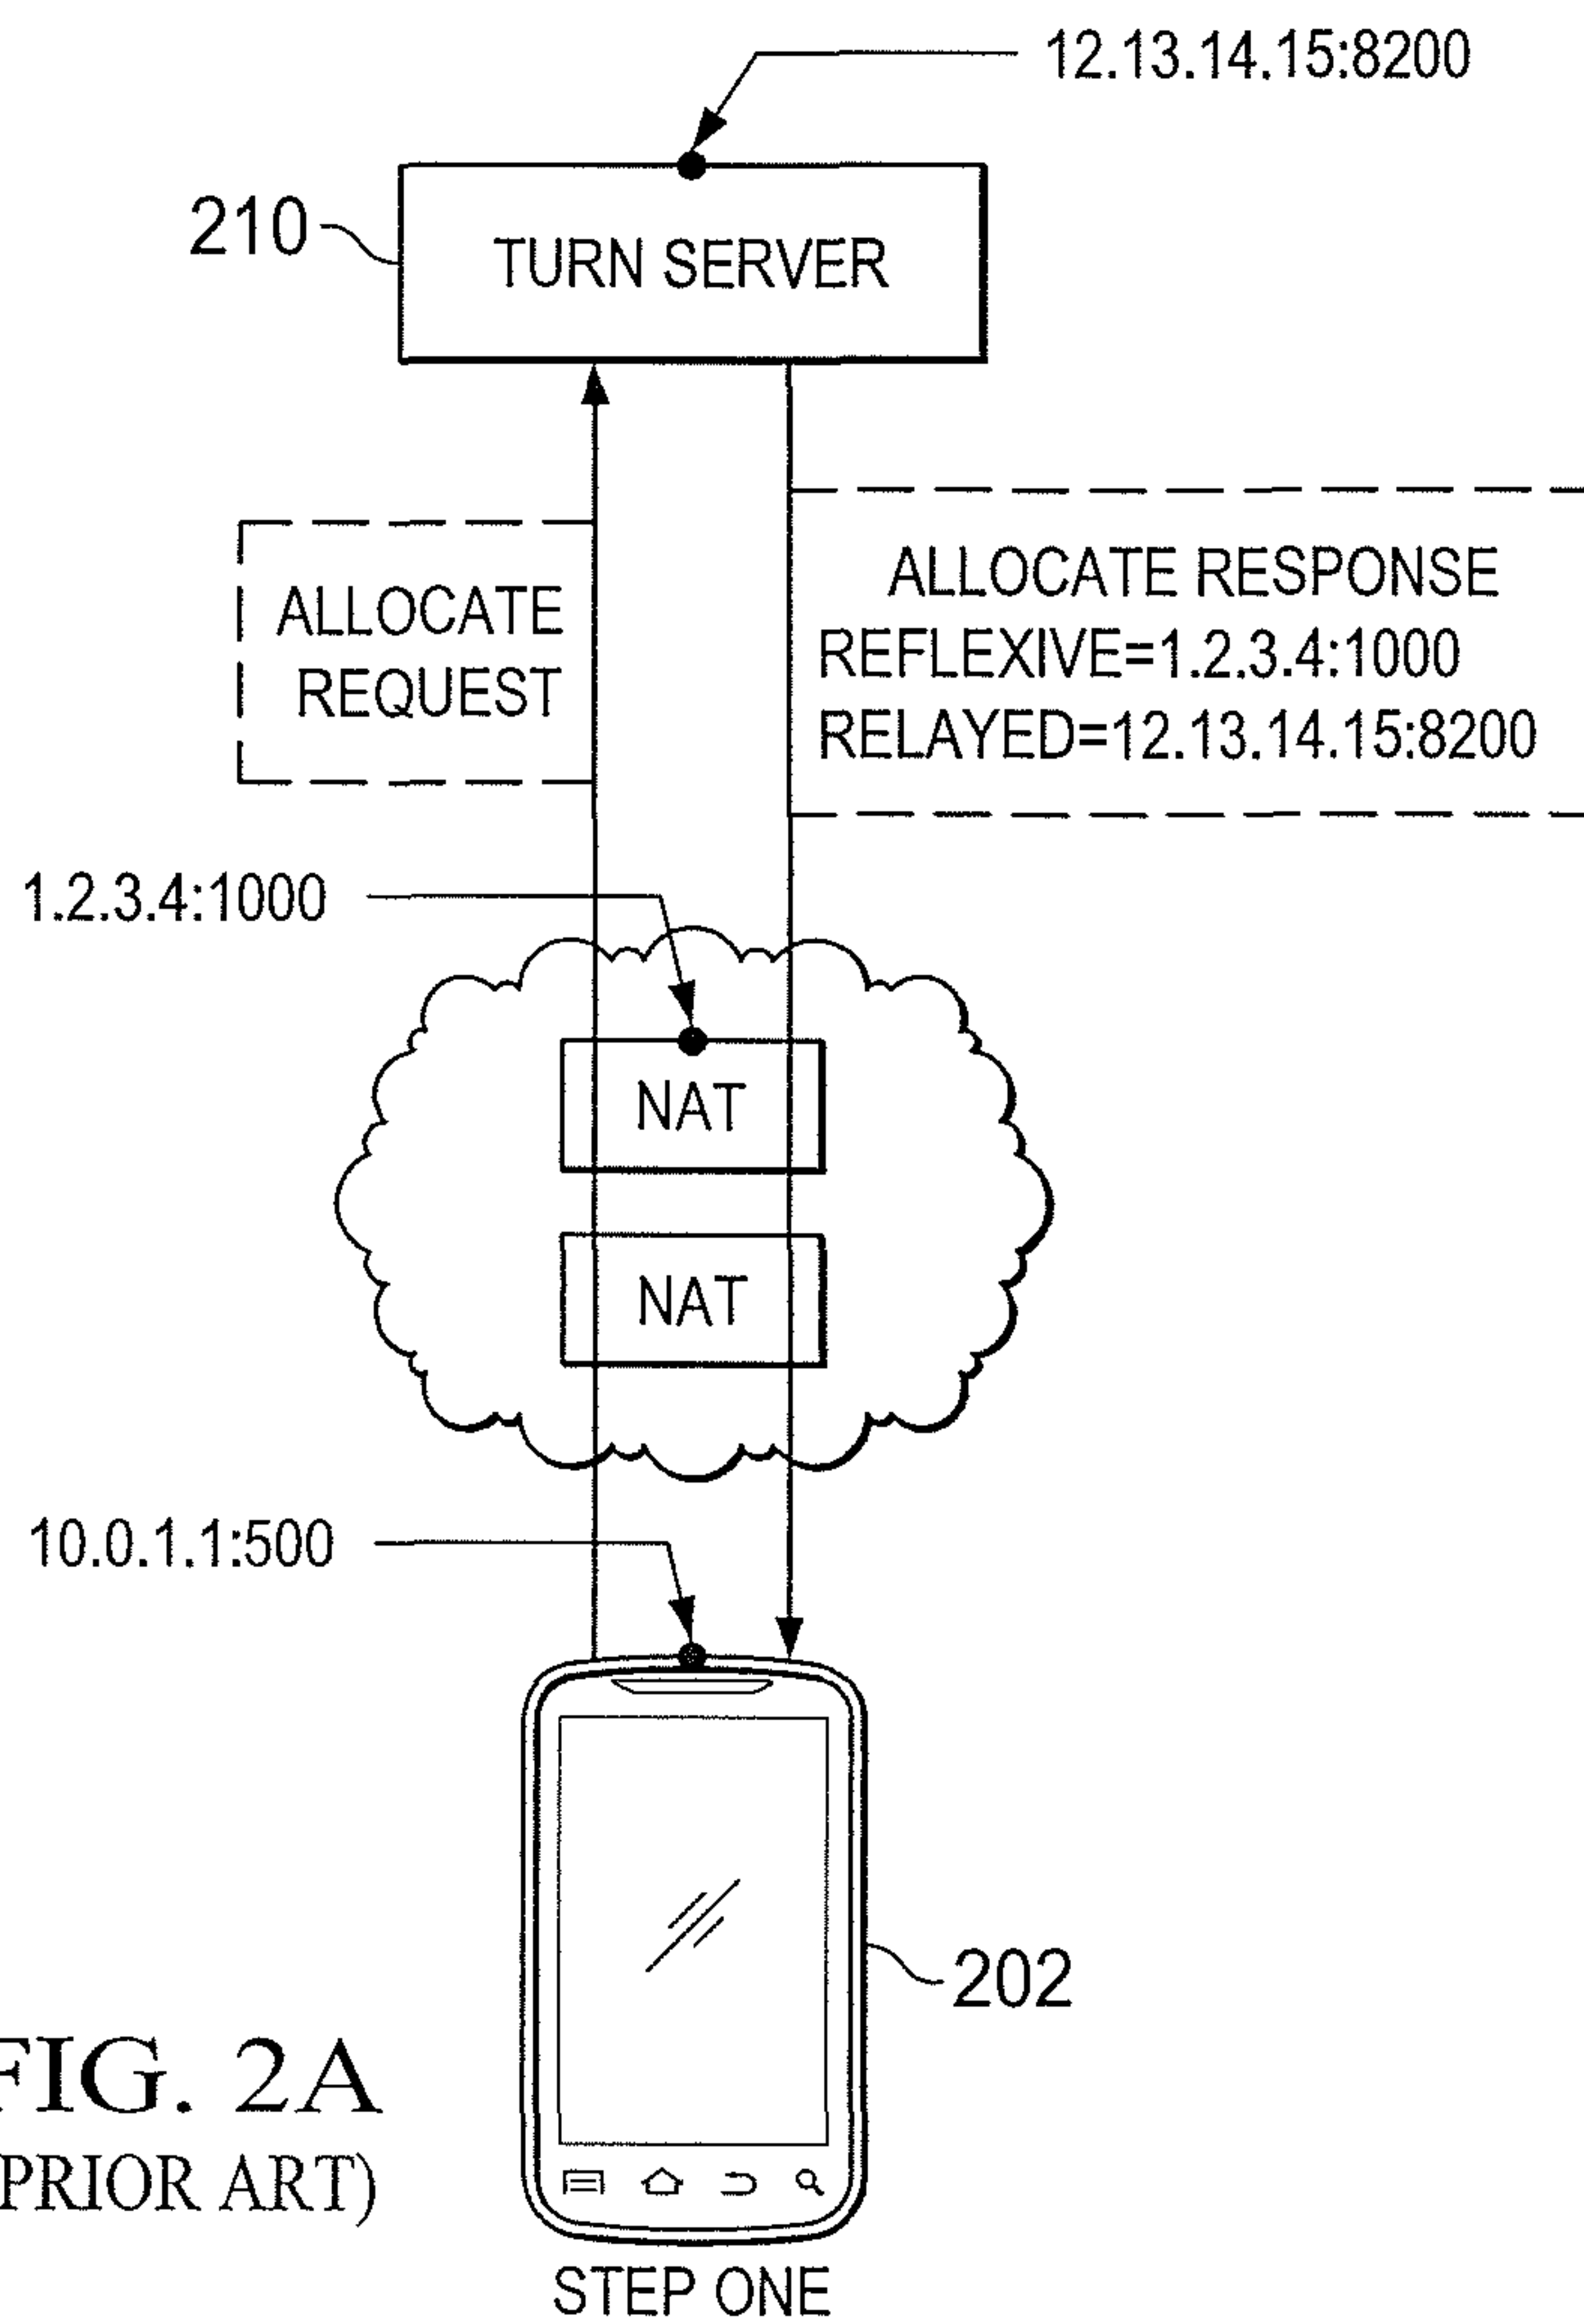 12.13.14.15:8200
210
TURN SERVER
ALLOCATE RESPONSE
REFLEXIVE=1.2.3.4:1000
RELAYED=12.13.14.15:8200
ALLOCATE
REQUEST
1.2.3.4:1000
NAT
NAT
10.0.1.1:500
202
FIG. 2A
PRIOR ART)
STEP ONE